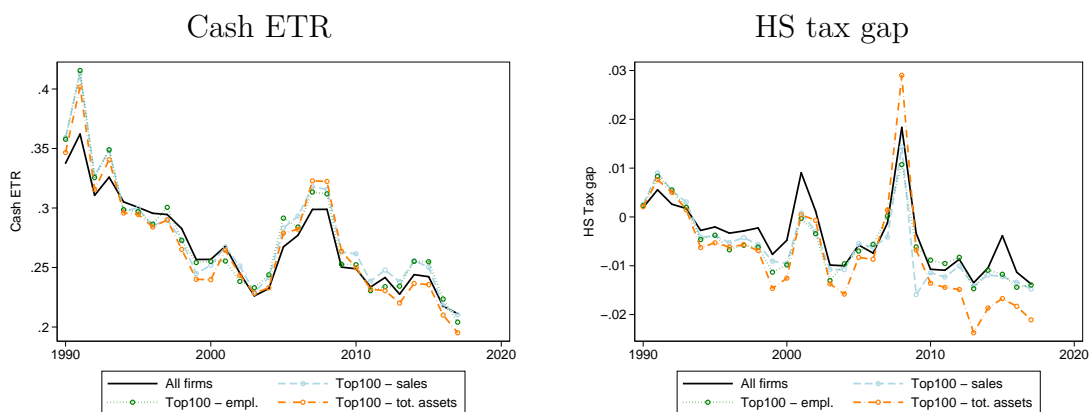 Cash ETR
HS tax gap
.4
.35
.3
.25
.2
Cash ETR
1990
2000
2010
2020
All firms
Top100 − sales
Top100 − empl.
Top100 − tot. assets
.03
.02
.01
0
−.01
−.02
HS Tax gap
1990
2000
2010
2020
All firms
Top100 − sales
Top100 − empl.
Top100 − tot. assets